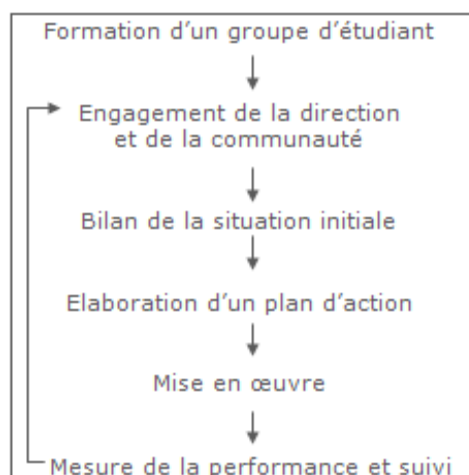 Formation d’un groupe d’étudiant
Engagement de la direction
et de la communauté
Bilan de la situation initiale
Elaboration d’un plan d’action
Mise en œuvre
Mesure de la performance et suivi